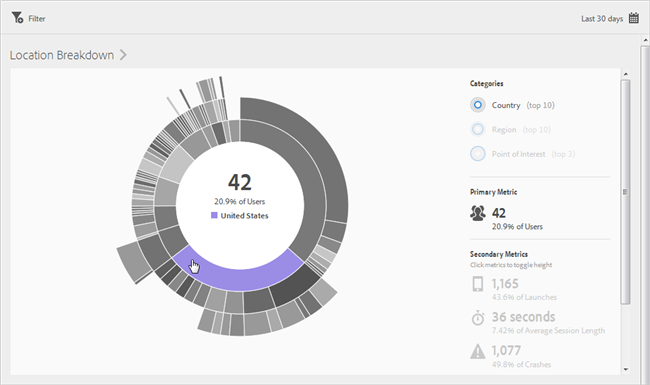 Filter
Last 30 days
Location Breakdown
Categories
Country (top 10)
Region (top 10)
Point of Interest (top 3)
42
20.9% of Users
United States
Primary Metric
42
20.9% of Users
Secondary Metrics
Click metrics to toggle height
1,165
43.6% of Launches
36 seconds
7.42% of Average Session Length
1,077
49.8% of Crashes